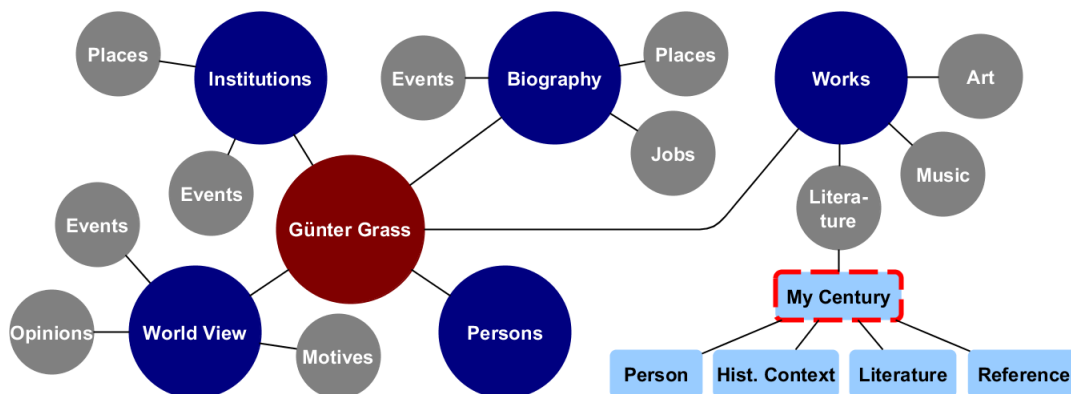 Places
Institutions
Events
Events
Biography
Places
Jobs
Works
Art
Music
Litera-
ture
Günter Grass
Events
Opinions
World View
Motives
Persons
My Century
Person
Hist. Context
Literature
Reference